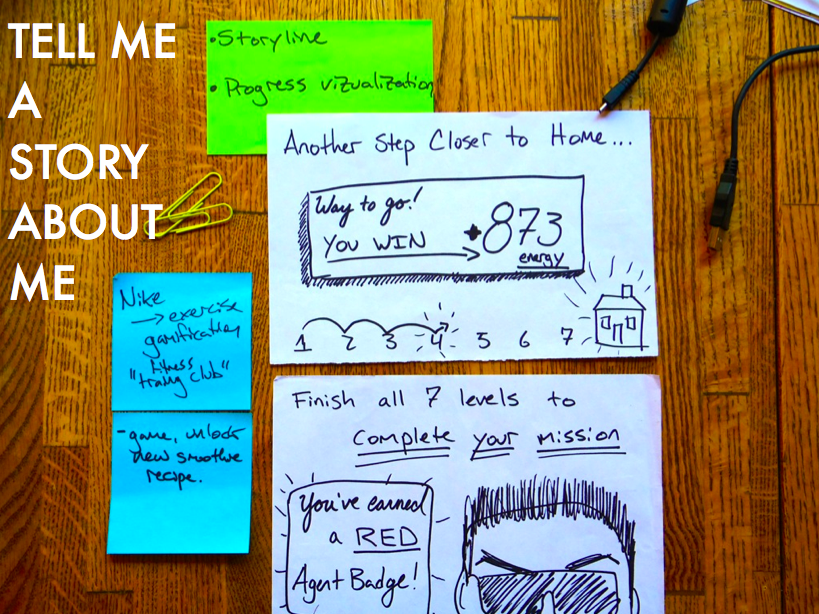 TELL ME
A
STORY
ABOUT
ME
•Storyline
• Progress vizualization
Another Step Closer to Home...
Way to go!
YOU WIN → +873
energy
1 2 3 4 5 6 7
Nike
→ exercise
gamification
fitness
"traing club"
-game, unlock
new smoothie
recipe.
Finish all 7 levels to
Complete your mission
You've earned
a RED
Agent Badge!